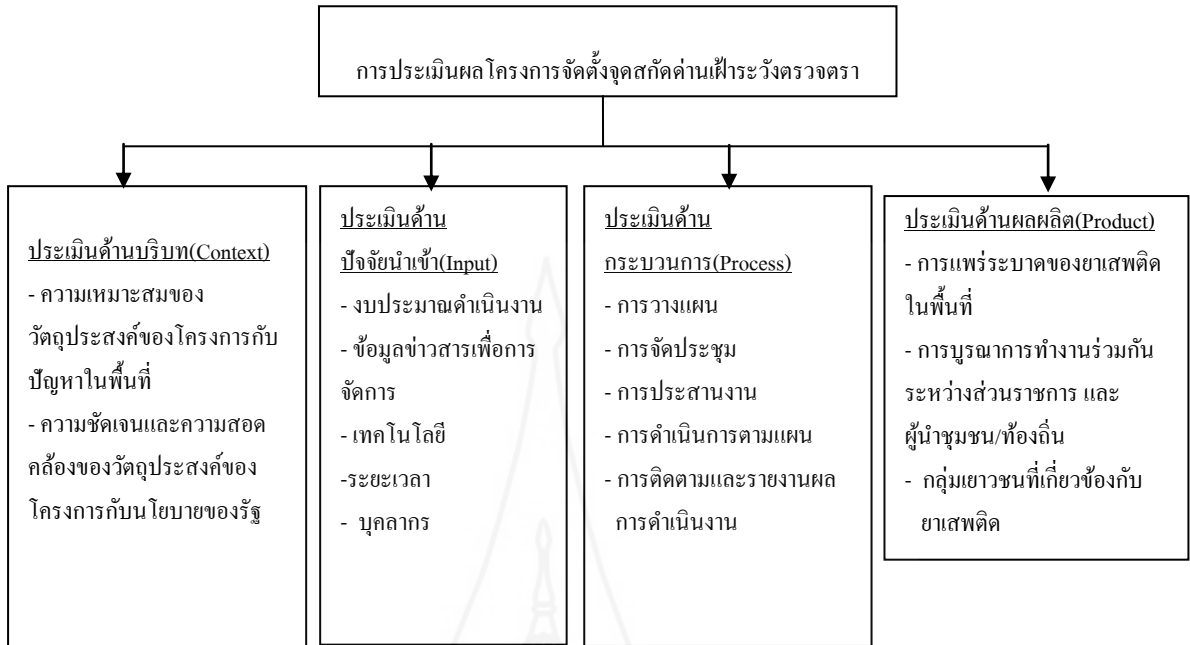 การประเมินผลโครงการจัดตั้งจุดสกัดด่านเฝ้าระวังตรวจตรา
ประเมินด้านบริบท(Context)
- ความเหมาะสมของ
วัตถุประสงค์ของโครงการกับ
ปัญหาในพื้นที่
- ความชัดเจนและความสอด
คล้องของวัตถุประสงค์ของ
โครงการกับนโยบายของรัฐ
ประเมินด้าน
ปัจจัยนำเข้า(Input)
- งบประมาณดำเนินงาน
- ข้อมูลข่าวสารเพื่อการ
จัดการ
- เทคโนโลยี
-ระยะเวลา
- บุคลากร
ประเมินด้าน
กระบวนการ(Process)
- การวางแผน
- การจัดประชุม
- การประสานงาน
- การดำเนินการตามแผน
- การติดตามและรายงานผล
การดำเนินงาน
ประเมินด้านผลผลิต(Product)
- การแพร่ระบาดของยาเสพติด
ในพื้นที่
- การบูรณาการทำงานร่วมกัน
ระหว่างส่วนราชการ และ
ผู้นำชุมชน/ท้องถิ่น
- กลุ่มเยาวชนที่เกี่ยวข้องกับ
ยาเสพติด